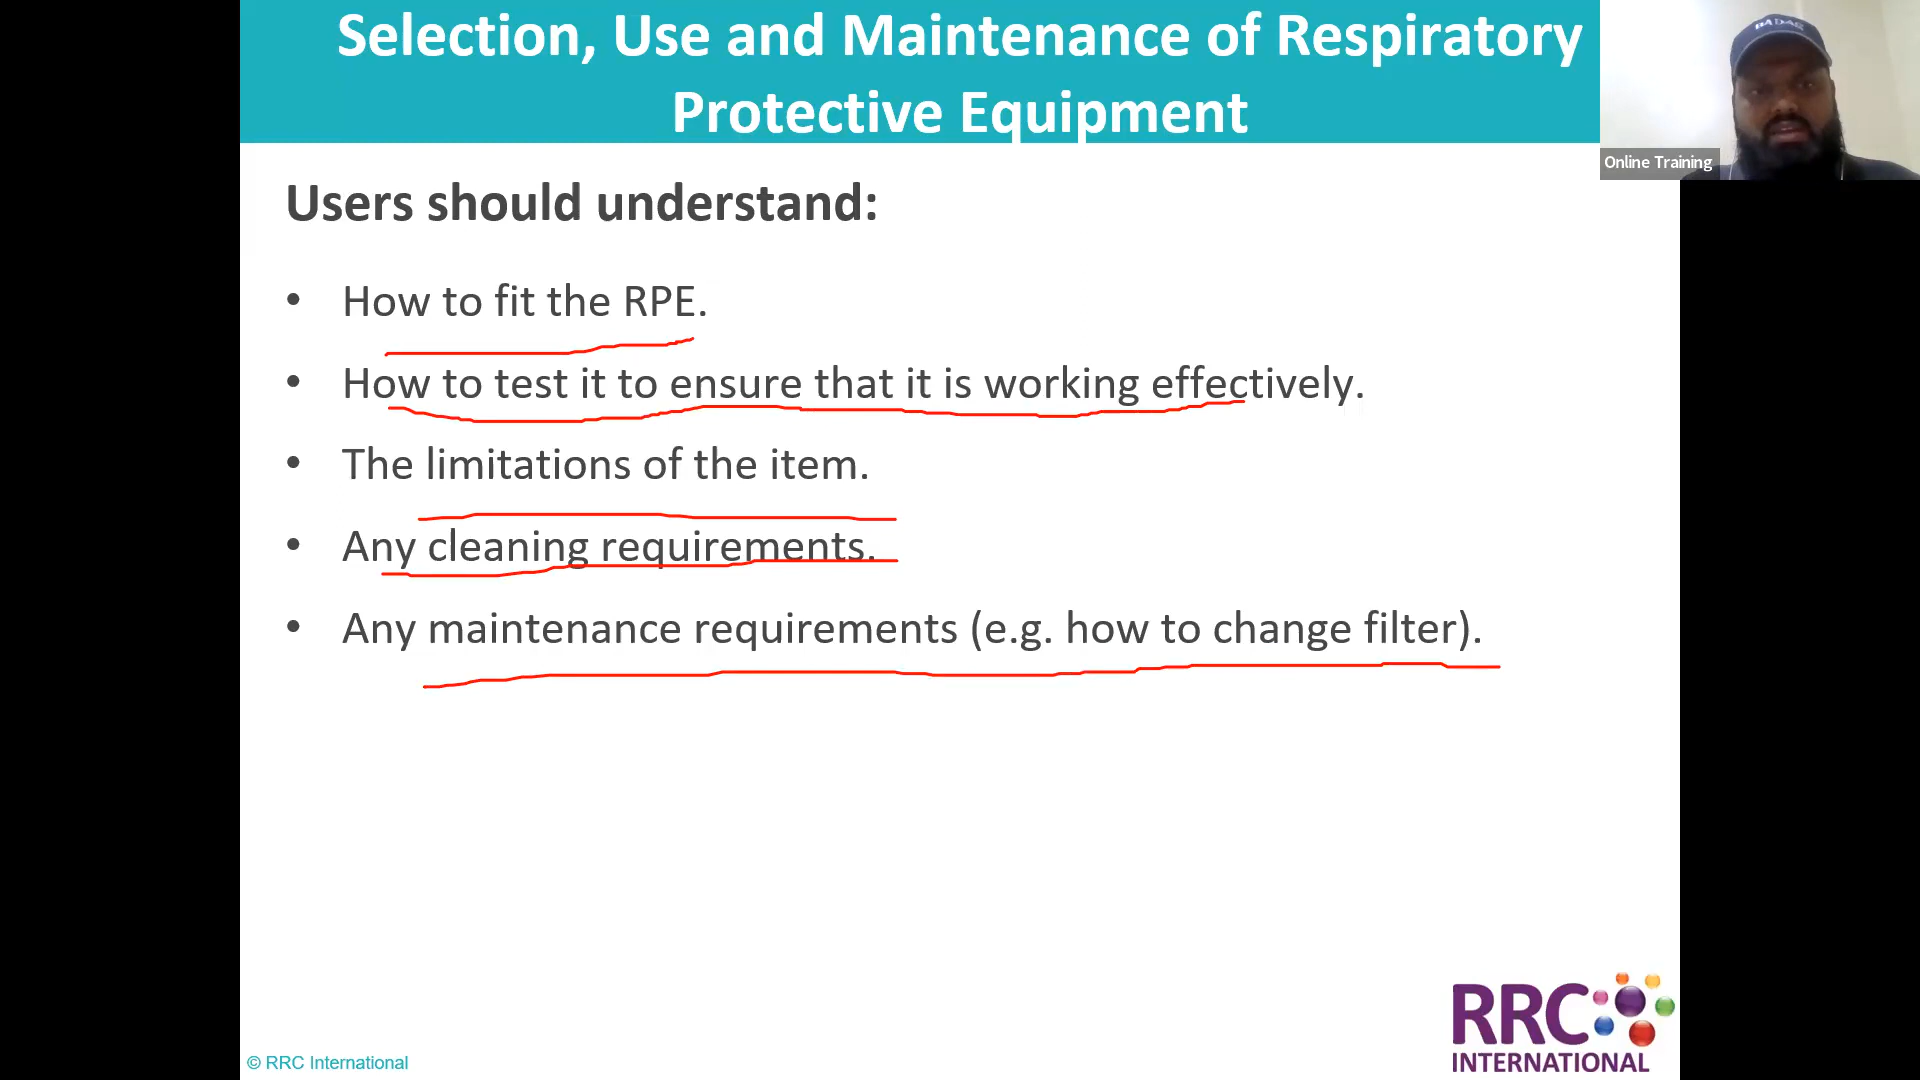 Selection, Use and Maintenance of Respiratory
Protective Equipment
Online Training
Users should understand:
• How to fit the RPE.
• How to test it to ensure that it is working effectively.
• The limitations of the item.
• Any cleaning requirements.
• Any maintenance requirements (e.g. how to change filter).
© RRC International
RRC
INTERNATIONAL